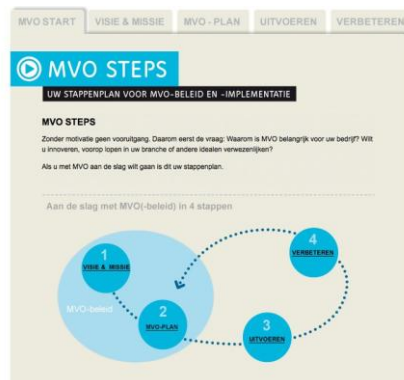 MVO START VISIE & MISSIE MVO - PLAN UITVOEREN VERBETEREN
MVO STEPS
UW STAPPENPLAN VOOR MVO-BELEID EN -IMPLEMENTATIE
MVO STEPS
Zonder motivatie geen vooruitgang. Daarom eerst de vraag: Waarom is MVO belangrijk voor uw bedrijf? Wilt
u innoveren, voorop lopen in uw branche of andere idealen verwezenlijken?
Als u met MVO aan de slag wilt gaan is dit uw stappenplan.
Aan de slag met MVO(-beleid) in 4 stappen
1
VISIE & MISSIE
4
VERBETEREN
MVO-beleid
2
MVO-PLAN
3
UITVOEREN